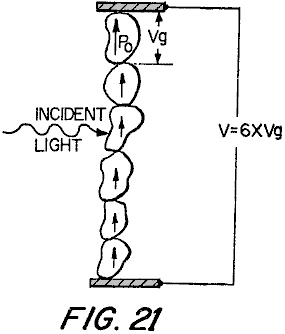 Po
Vg
INCIDENT
LIGHT
V=6XVg
FIG. 21